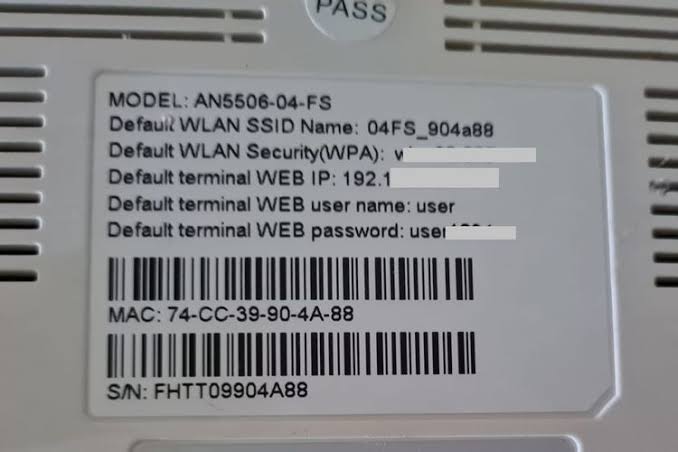 PASS
MODEL: AN5506-04-FS
Default WLAN SSID Name: 04FS_904a88
Default WLAN Security(WPA):
Default terminal WEB IP: 192.1
Default terminal WEB user name: user
Default terminal WEB password: user
MAC: 74-CC-39-90-4A-88
S/N: FHTT09904A88